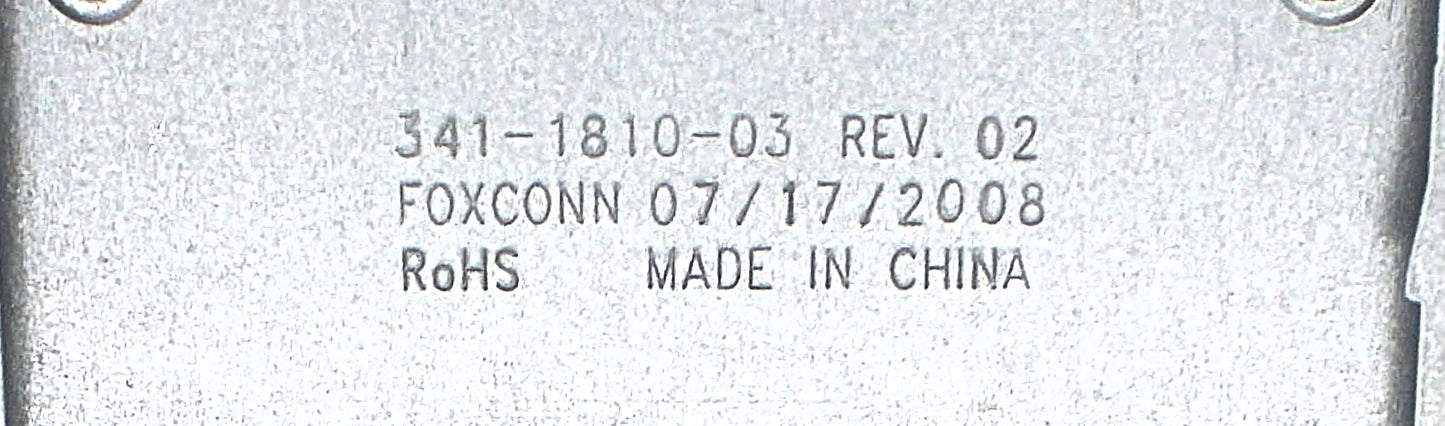 341-1810-03 REV. 02
FOXCONN 07/17/2008
RoHS MADE IN CHINA